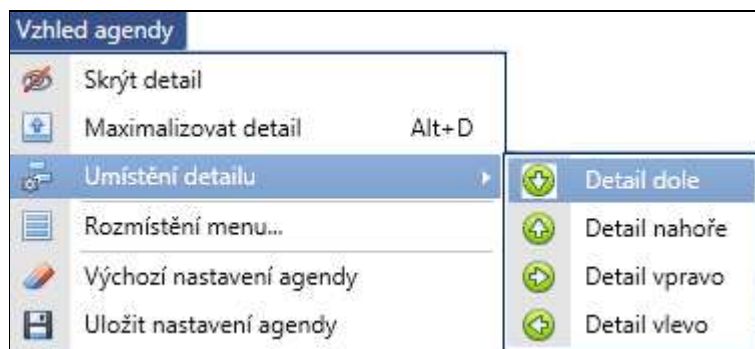 Vzhled agendy
Skrýt detail
Maximalizovat detail Alt+D
Umístění detailu
Detail dole
Rozmístění menu...
Detail nahoře
Výchozí nastavení agendy
Detail vpravo
Uložit nastavení agendy
Detail vlevo